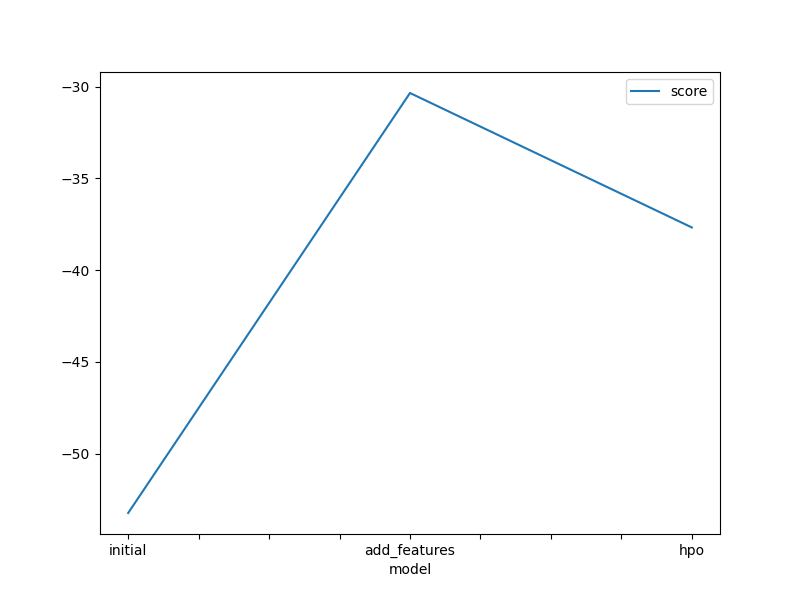 score
−30
−35
−40
−45
−50
initial
add_features
hpo
model